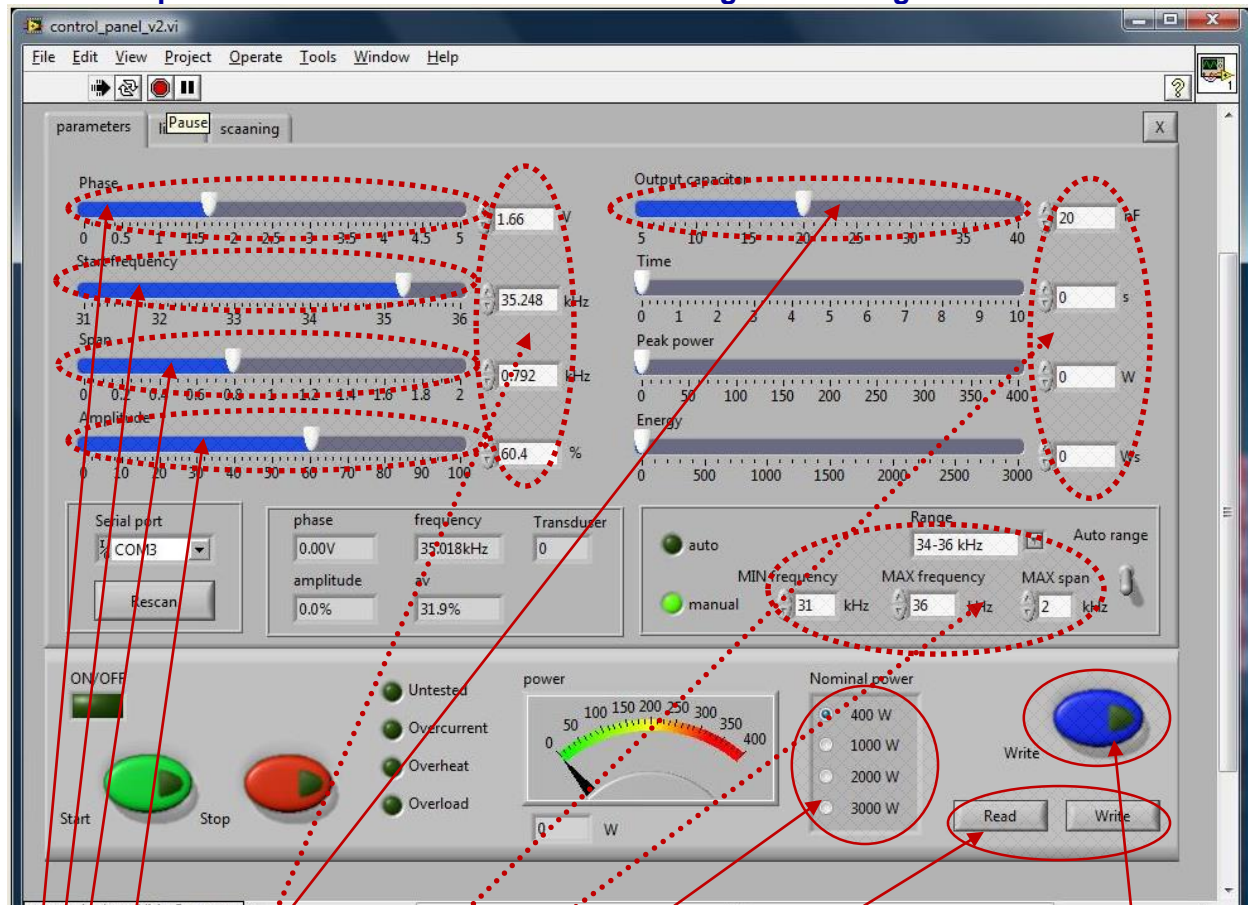 control_panel_v2.vi
File Edit View Project Operate Tools Window Help
1
parameters li Pause scaaning X
Phase
1.66 V
0 0.5 1 1.5 2 2.5 3 3.5 4 4.5 5
Start frequency
35.248 kHz
31 32 33 34 35 36
Span
0.792 kHz
0 0.2 0.4 0.6 0.8 1 1.2 1.4 1.6 1.8 2
Amplitude
60.4 %
0 10 20 30 40 50 60 70 80 90 100
Output capacitor
20 nF
5 10 15 20 25 30 35 40
Time
0 s
0 1 2 3 4 5 6 7 8 9 10
Peak power
0 W
0 50 100 150 200 250 300 350 400
Energy
0 Ws
0 500 1000 1500 2000 2500 3000
Serial port
COM3
Rescan
phase frequency Transduser
0.00V 35.018kHz 0
amplitude av
0.0% 31.9%
Range
auto 34-36 kHz Auto range
MIN frequency MAX frequency MAX span
manual 31 kHz 36 kHz 2 kHz
ON/OFF
Start Stop
Untested
Overcurrent
Overheat
Overload
power
0 50 100 150 200 250 300 350 400
0 W
Nominal power
400 W
1000 W
2000 W
3000 W
Write
Read Write